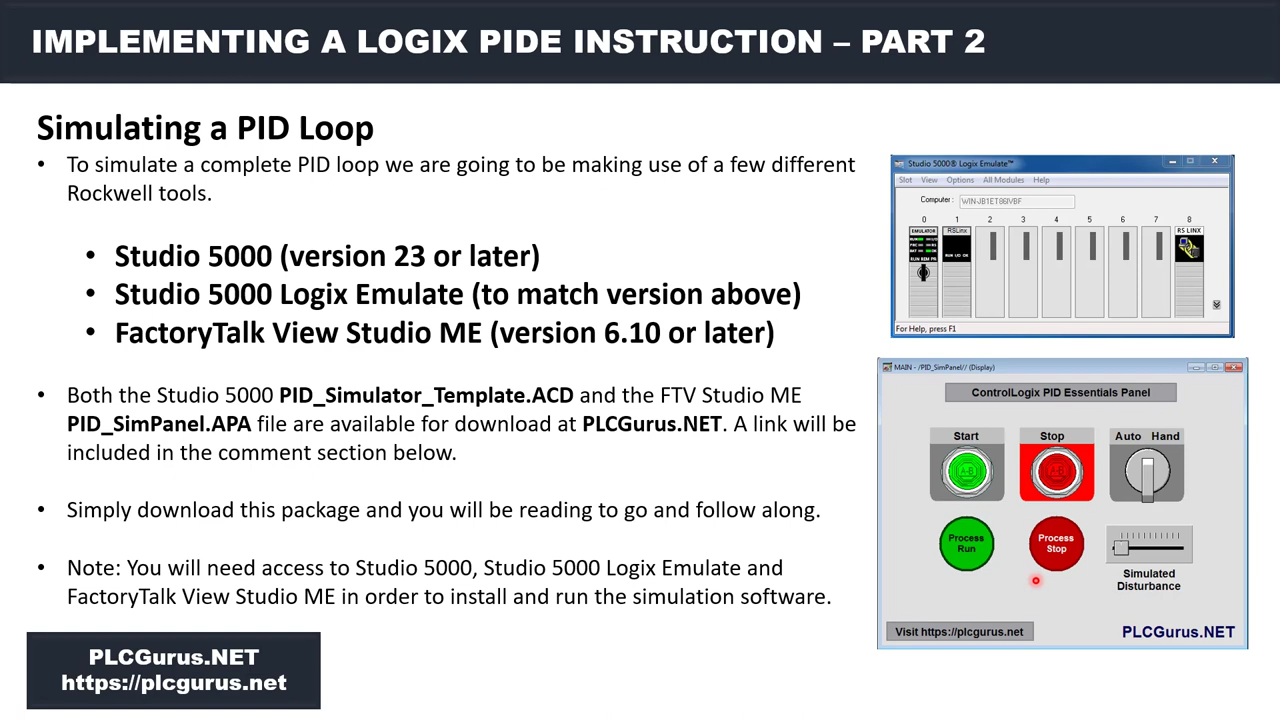 IMPLEMENTING A LOGIX PIDE INSTRUCTION – PART 2
Simulating a PID Loop
• To simulate a complete PID loop we are going to be making use of a few different
Rockwell tools.
• Studio 5000 (version 23 or later)
• Studio 5000 Logix Emulate (to match version above)
• FactoryTalk View Studio ME (version 6.10 or later)
• Both the Studio 5000 PID_Simulator_Template.ACD and the FTV Studio ME
PID_SimPanel.APA file are available for download at PLCGurus.NET. A link will be
included in the comment section below.
• Simply download this package and you will be reading to go and follow along.
• Note: You will need access to Studio 5000, Studio 5000 Logix Emulate and
FactoryTalk View Studio ME in order to install and run the simulation software.
PLCGurus.NET
https://plcgurus.net
Studio 5000® Logix Emulate™
Slot View Options All Modules Help
Computer : WIN-JB1ET86IVBF
0 1 2 3 4 5 6 7 8
EMULATOR RSLinx RS LINX
RUN REM PR RUN I/O OK
For Help, press F1
MAIN - /PID_SimPanel// (Display)
ControlLogix PID Essentials Panel
Start Stop Auto Hand
A-B A-B
Process
Run
Process
Stop
Simulated
Disturbance
Visit https://plcgurus.net
PLCGurus.NET